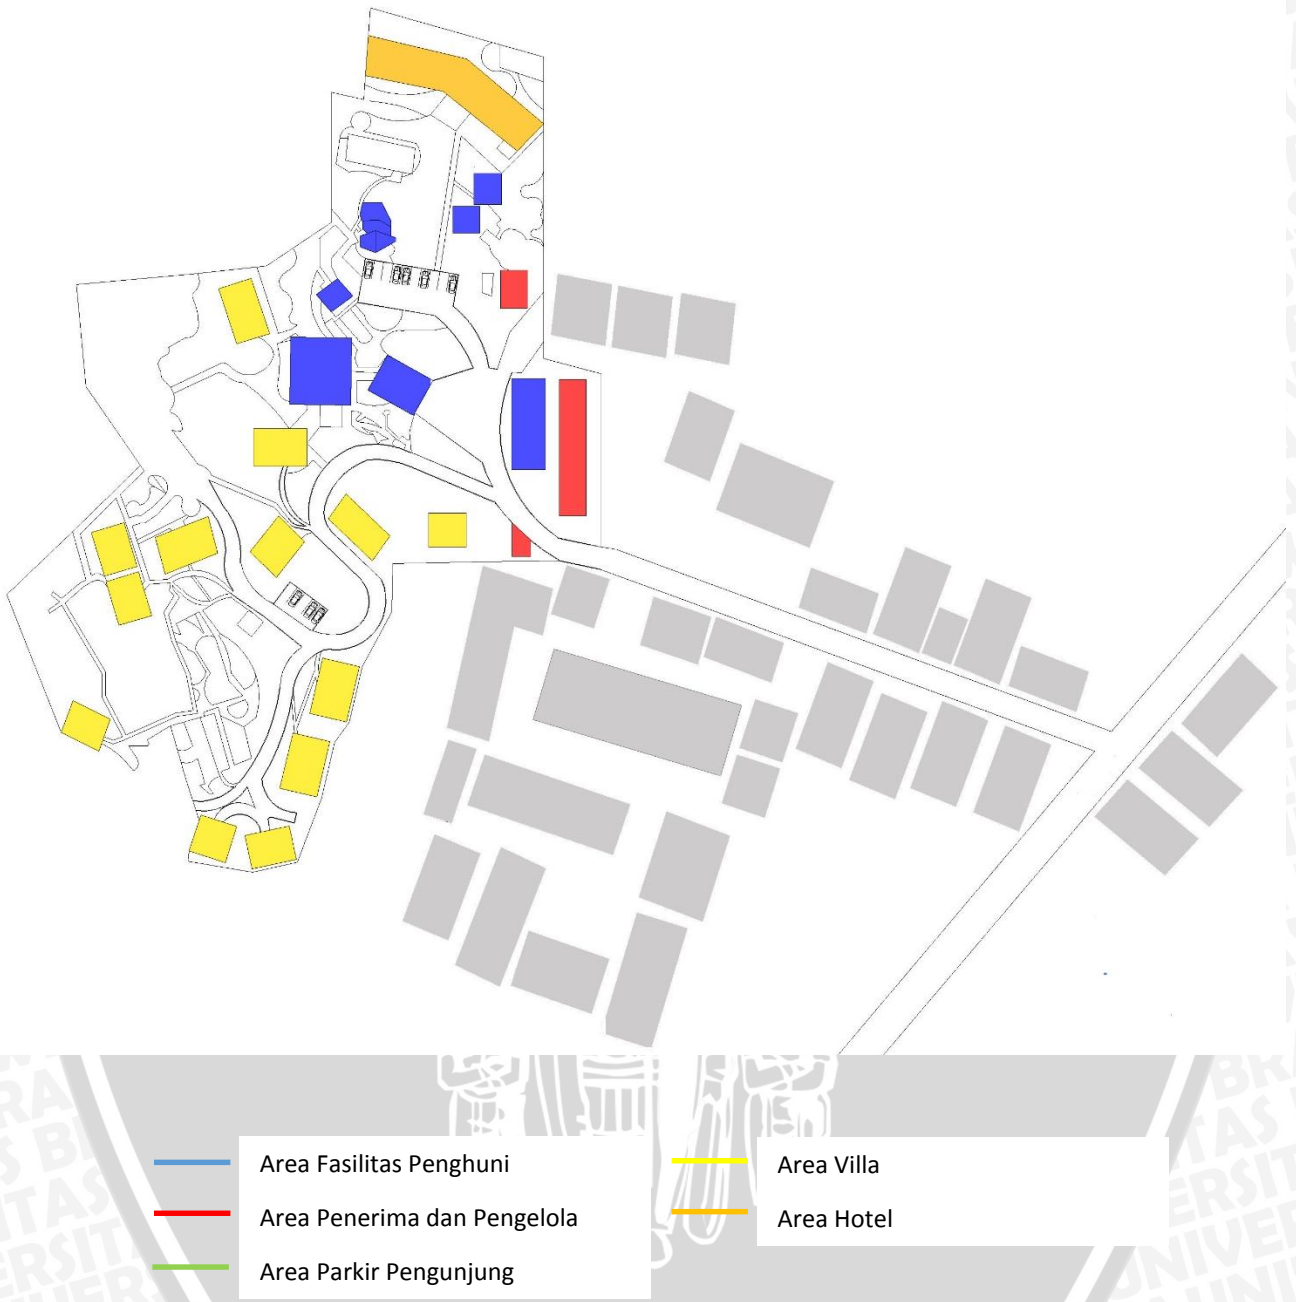 Area Fasilitas Penghuni
Area Penerima dan Pengelola
Area Parkir Pengunjung
Area Villa
Area Hotel